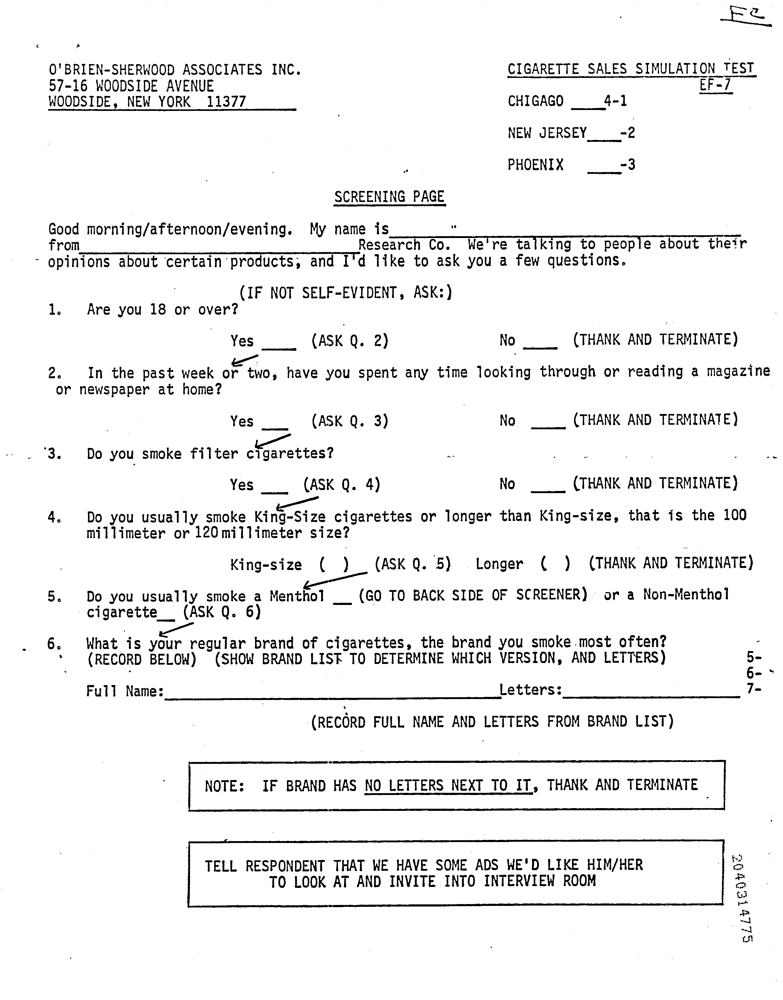 FC
O'BRIEN-SHERWOOD ASSOCIATES INC.
57-16 WOODSIDE AVENUE
WOODSIDE, NEW YORK 11377
CIGARETTE SALES SIMULATION TEST
EF-7
CHIGAGO ____4-1
NEW JERSEY____-2
PHOENIX ____-3
SCREENING PAGE
Good morning/afternoon/evening. My name is____
from____Research Co. We're talking to people about their
opinions about certain products, and I'd like to ask you a few questions.
(IF NOT SELF-EVIDENT, ASK:)
1. Are you 18 or over?
Yes ____ (ASK Q. 2) No ____ (THANK AND TERMINATE)
2. In the past week or two, have you spent any time looking through or reading a magazine
or newspaper at home?
Yes ___ (ASK Q. 3) No ____ (THANK AND TERMINATE)
3. Do you smoke filter cigarettes?
Yes ___ (ASK Q. 4) No ____ (THANK AND TERMINATE)
4. Do you usually smoke King-Size cigarettes or longer than King-size, that is the 100
millimeter or 120 millimeter size?
King-size ( ) __ (ASK Q. 5) Longer ( ) (THANK AND TERMINATE)
5. Do you usually smoke a Menthol __ (GO TO BACK SIDE OF SCREENER) or a Non-Menthol
cigarette__ (ASK Q. 6)
6. What is your regular brand of cigarettes, the brand you smoke most often?
(RECORD BELOW) (SHOW BRAND LIST TO DETERMINE WHICH VERSION, AND LETTERS)
5-
6-
Full Name:____Letters:____ 7-
(RECORD FULL NAME AND LETTERS FROM BRAND LIST)
NOTE: IF BRAND HAS NO LETTERS NEXT TO IT, THANK AND TERMINATE
TELL RESPONDENT THAT WE HAVE SOME ADS WE'D LIKE HIM/HER
TO LOOK AT AND INVITE INTO INTERVIEW ROOM
2040314775